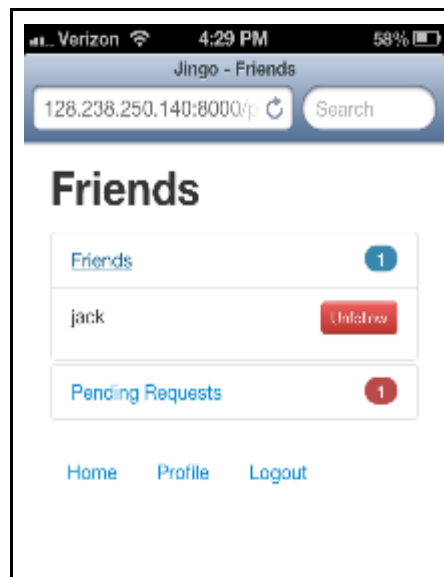 Verizon 4:29 PM 58%
Jingo - Friends
128.238.250.140:8000/p Search
Friends
Friends 1
jack Unfollow
Pending Requests 1
Home Profile Logout